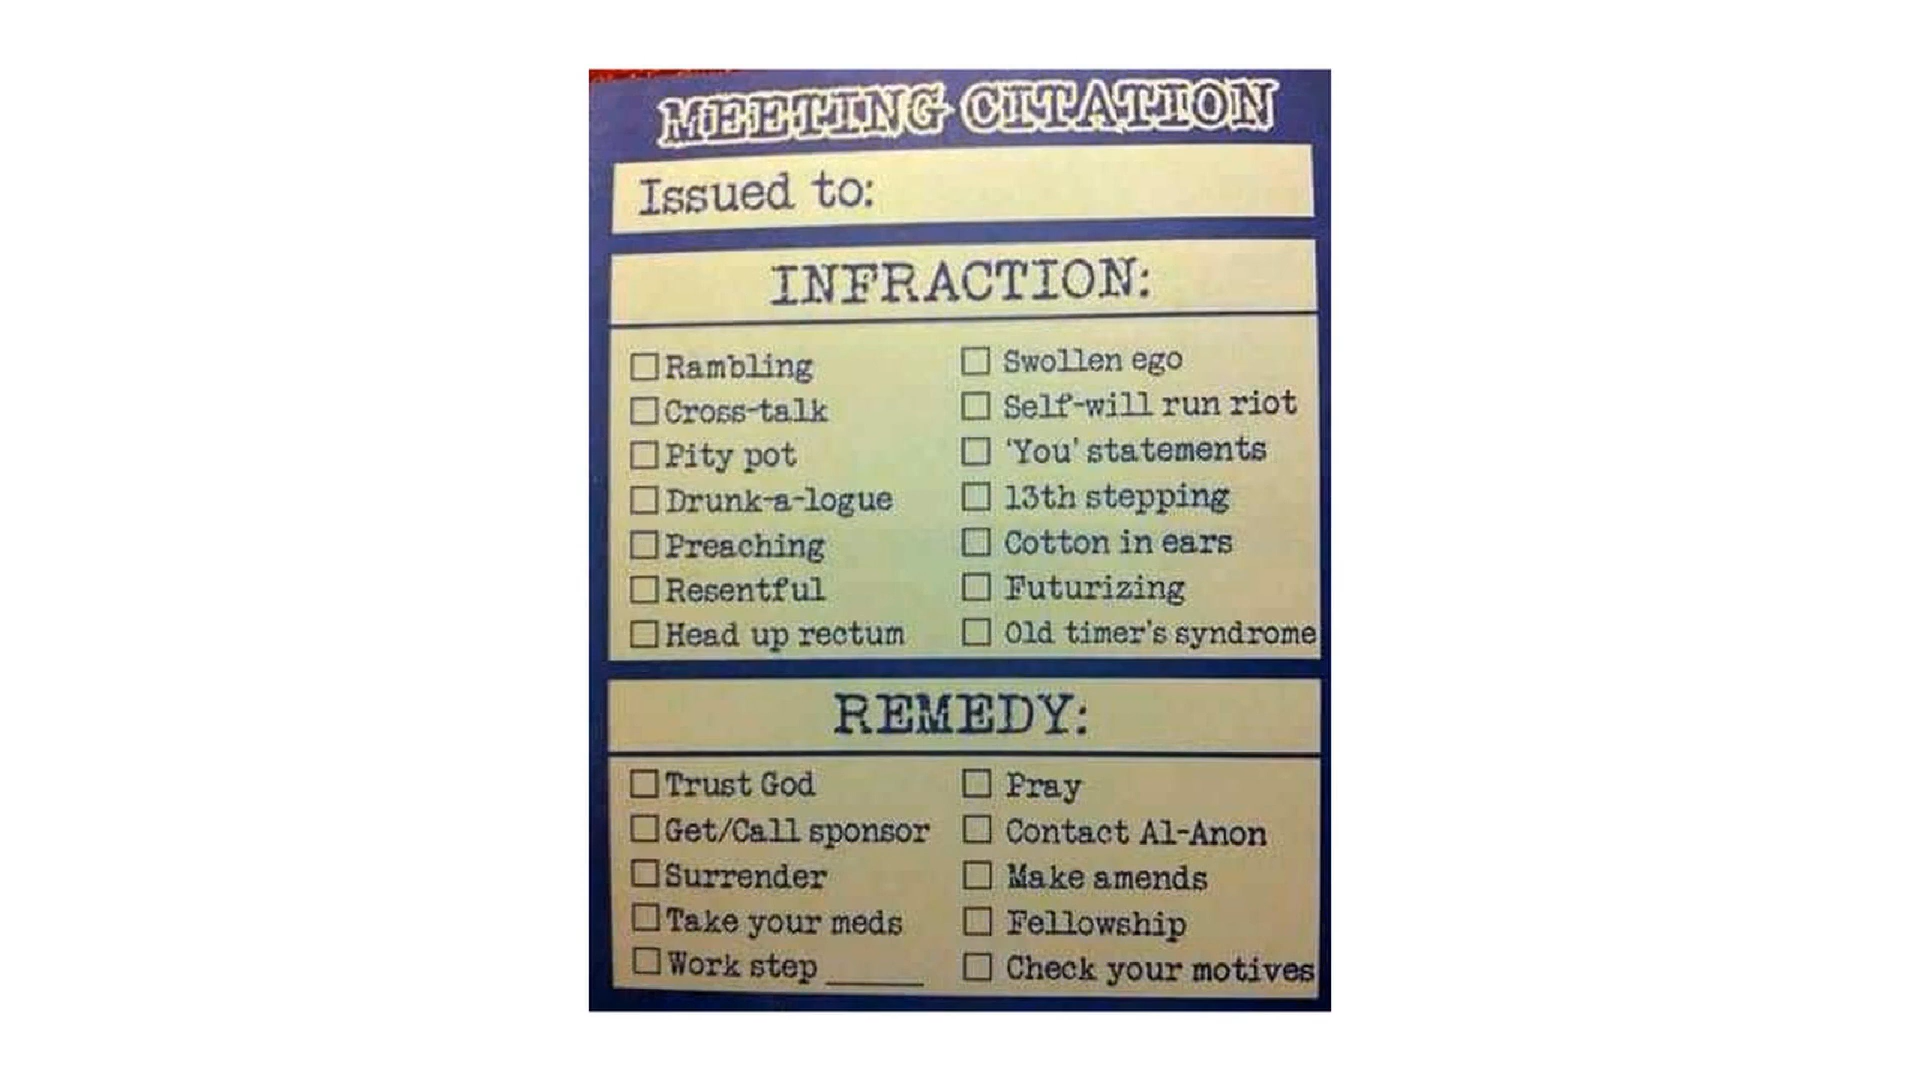 MEETING CITATION
Issued to:
INFRACTION:
Rambling
Cross-talk
Pity pot
Drunk-a-logue
Preaching
Resentful
Head up rectum
Swollen ego
Self-will run riot
'You' statements
13th stepping
Cotton in ears
Futurizing
Old timer's syndrome
REMEDY:
Trust God
Get/Call sponsor
Surrender
Take your meds
Work step ______
Pray
Contact Al-Anon
Make amends
Fellowship
Check your motives